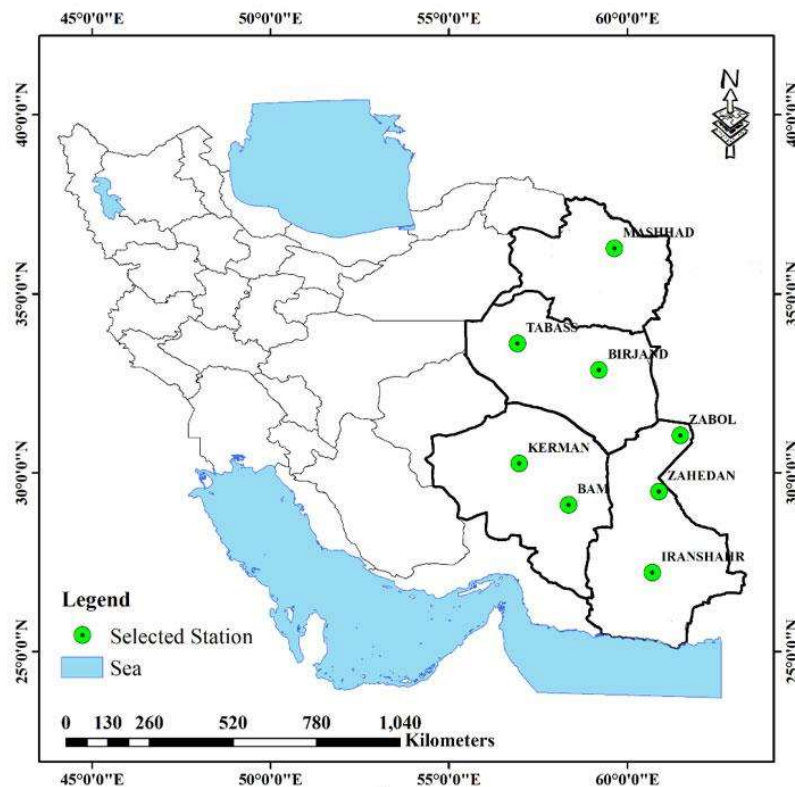 45°0'0"E 50°0'0"E 55°0'0"E 60°0'0"E
N
40°0'0"N 40°0'0"N
MASHHAD
35°0'0"N 35°0'0"N
TABASS
BIRJAND
ZABOL
KERMAN
30°0'0"N ZAHEDAN 30°0'0"N
BAM
IRANSHAHR
Legend
Selected Station
Sea
25°0'0"N 25°0'0"N
0 130 260 520 780 1,040
Kilometers
45°0'0"E 50°0'0"E 55°0'0"E 60°0'0"E